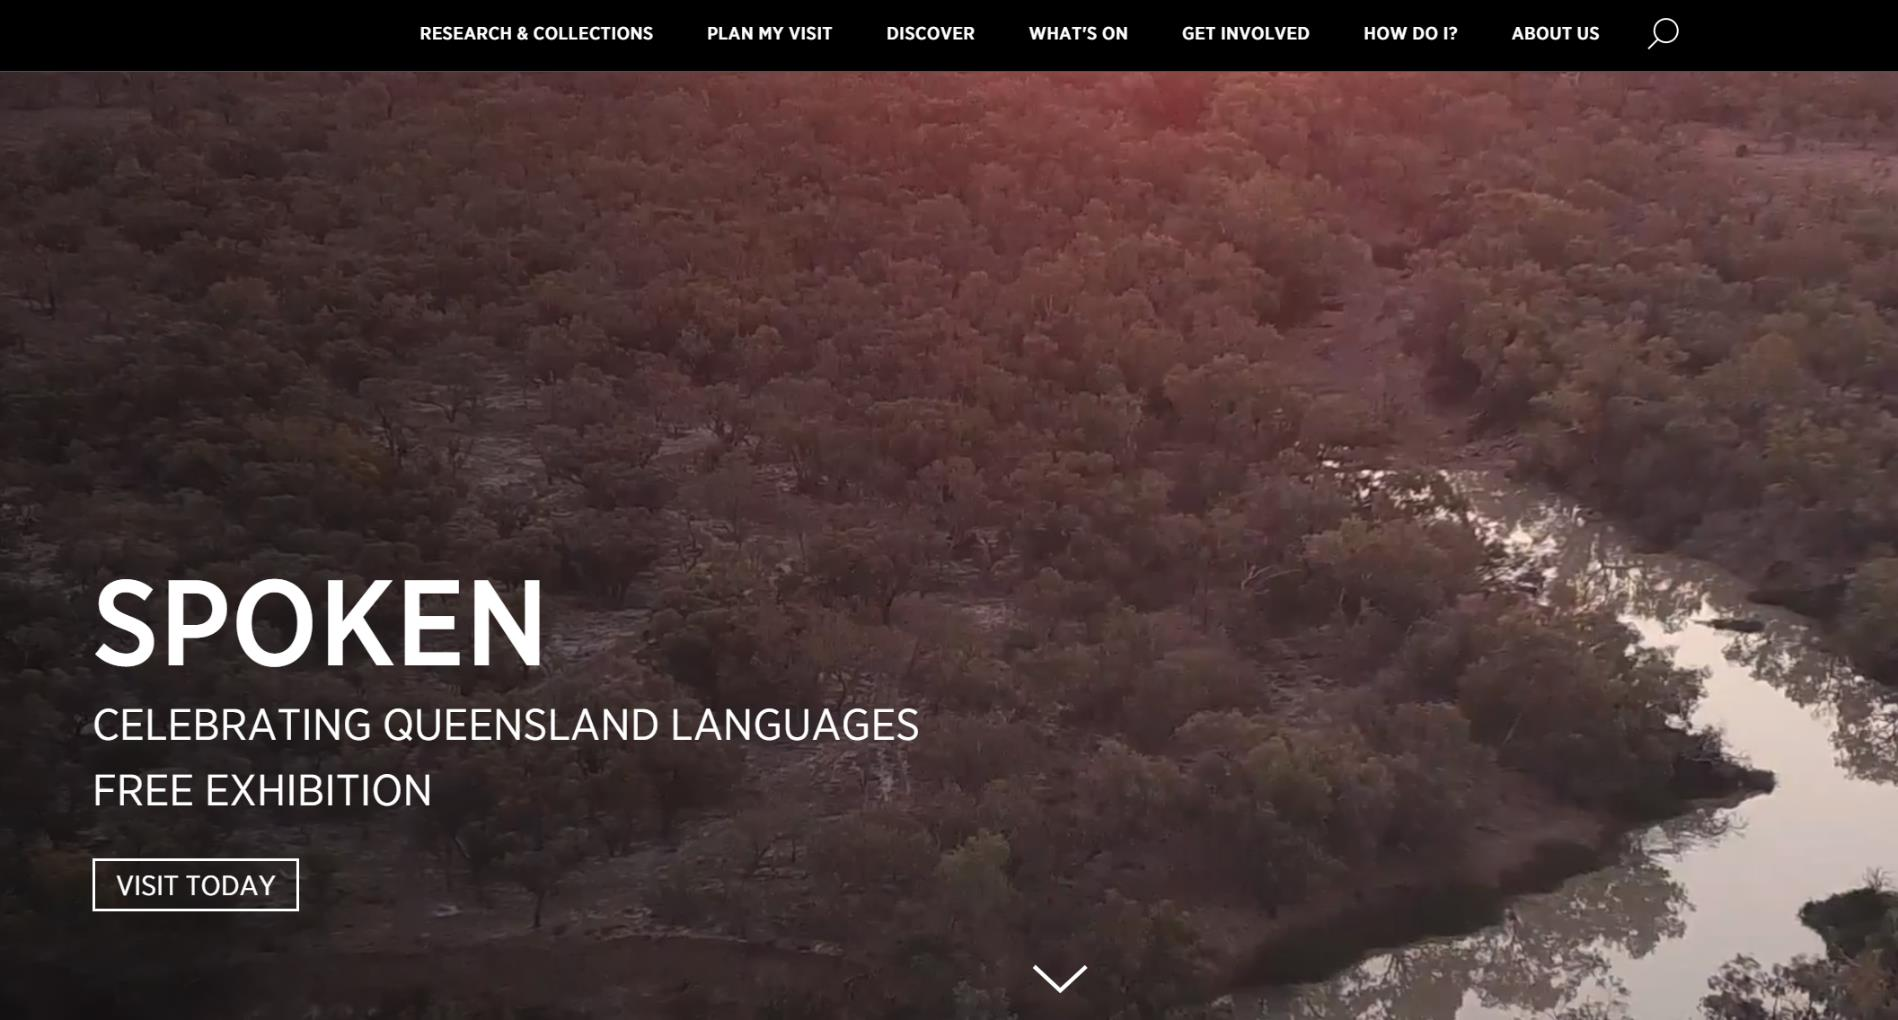 RESEARCH & COLLECTIONS PLAN MY VISIT DISCOVER WHAT'S ON GET INVOLVED HOW DO I? ABOUT US
SPOKEN
CELEBRATING QUEENSLAND LANGUAGES
FREE EXHIBITION
VISIT TODAY